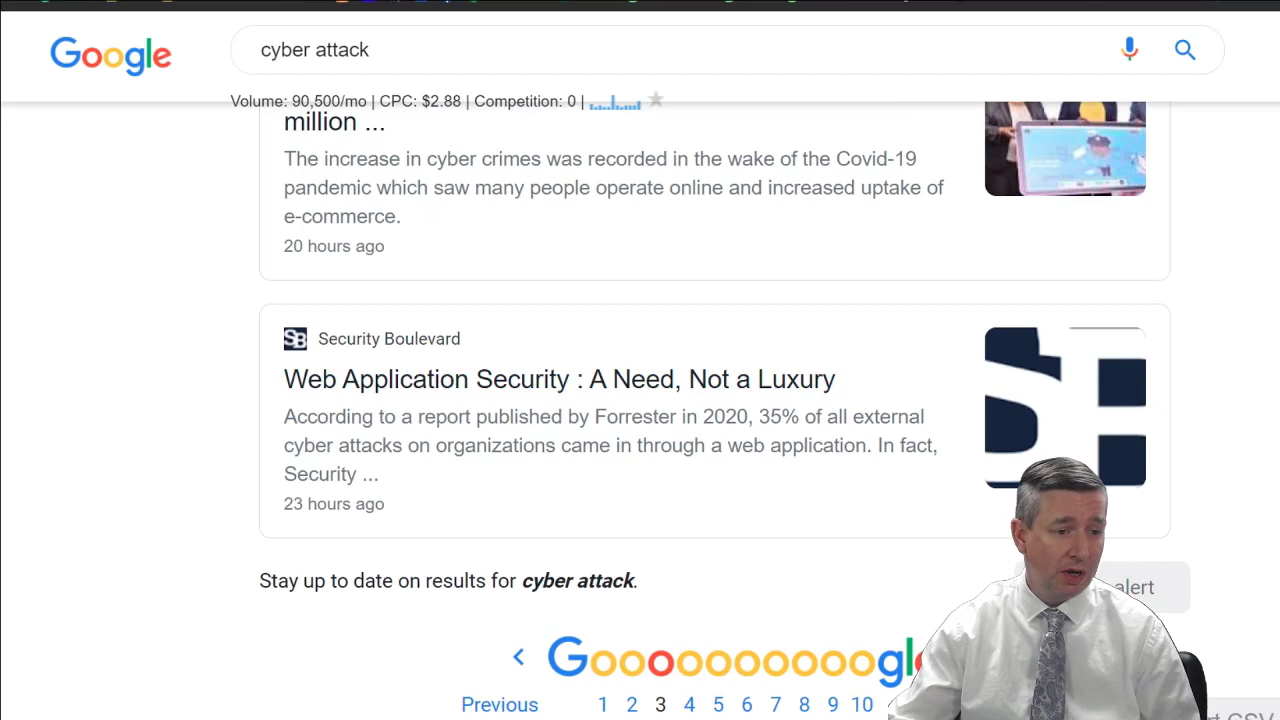 Google
cyber attack
Volume: 90,500/mo | CPC: $2.88 | Competition: 0 |
million ...
The increase in cyber crimes was recorded in the wake of the Covid-19
pandemic which saw many people operate online and increased uptake of
e-commerce.
20 hours ago
SB Security Boulevard
Web Application Security : A Need, Not a Luxury
According to a report published by Forrester in 2020, 35% of all external
cyber attacks on organizations came in through a web application. In fact,
Security ...
23 hours ago
Stay up to date on results for cyber attack.
alert
Goooooooooogle
Previous 1 2 3 4 5 6 7 8 9 10